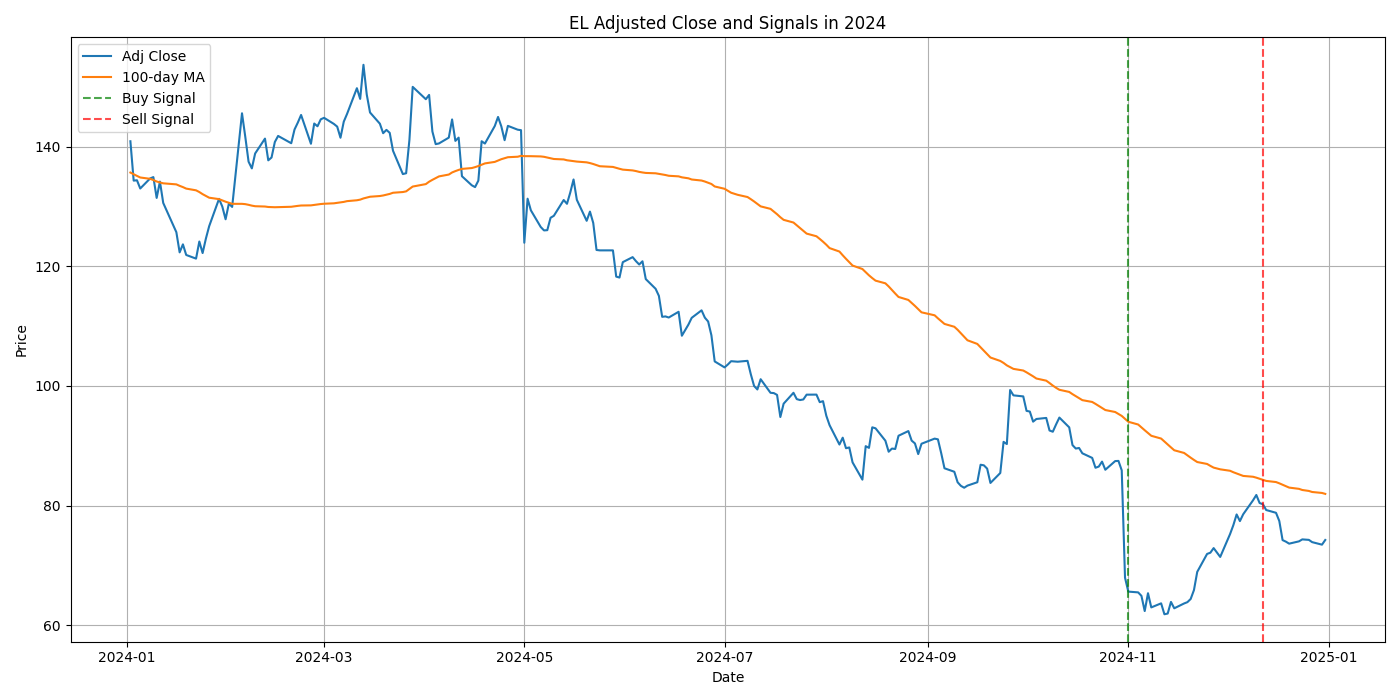 EL Adjusted Close and Signals in 2024
Adj Close
100-day MA
Buy Signal
Sell Signal
Price
140
120
100
80
60
2024-01
2024-03
2024-05
2024-07
2024-09
2024-11
2025-01
Date